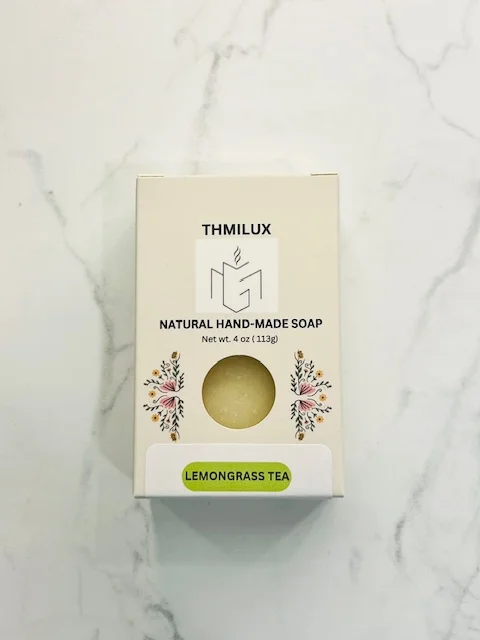 THMILUX
NATURAL HAND-MADE SOAP
Net wt. 4 oz ( 113g)
LEMONGRASS TEA